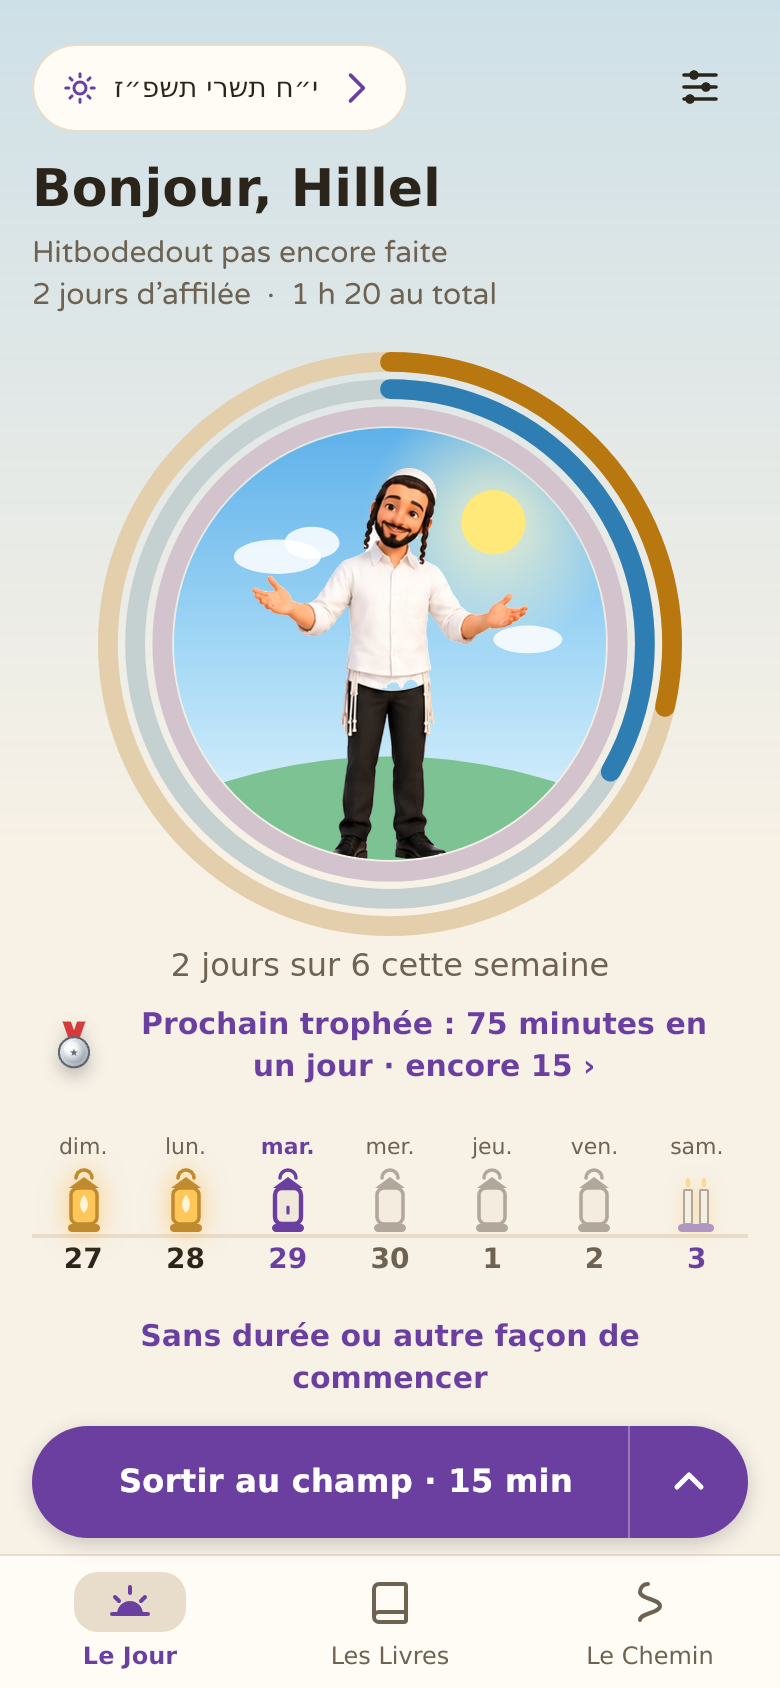 י״ח תשרי תשפ״ז
Bonjour, Hillel
Hitbodedout pas encore faite
2 jours d’affilée · 1 h 20 au total
2 jours sur 6 cette semaine
Prochain trophée : 75 minutes en
un jour · encore 15 ›
dim. lun. mar. mer. jeu. ven. sam.
27 28 29 30 1 2 3
Sans durée ou autre façon de
commencer
Sortir au champ · 15 min
Le Jour Les Livres Le Chemin